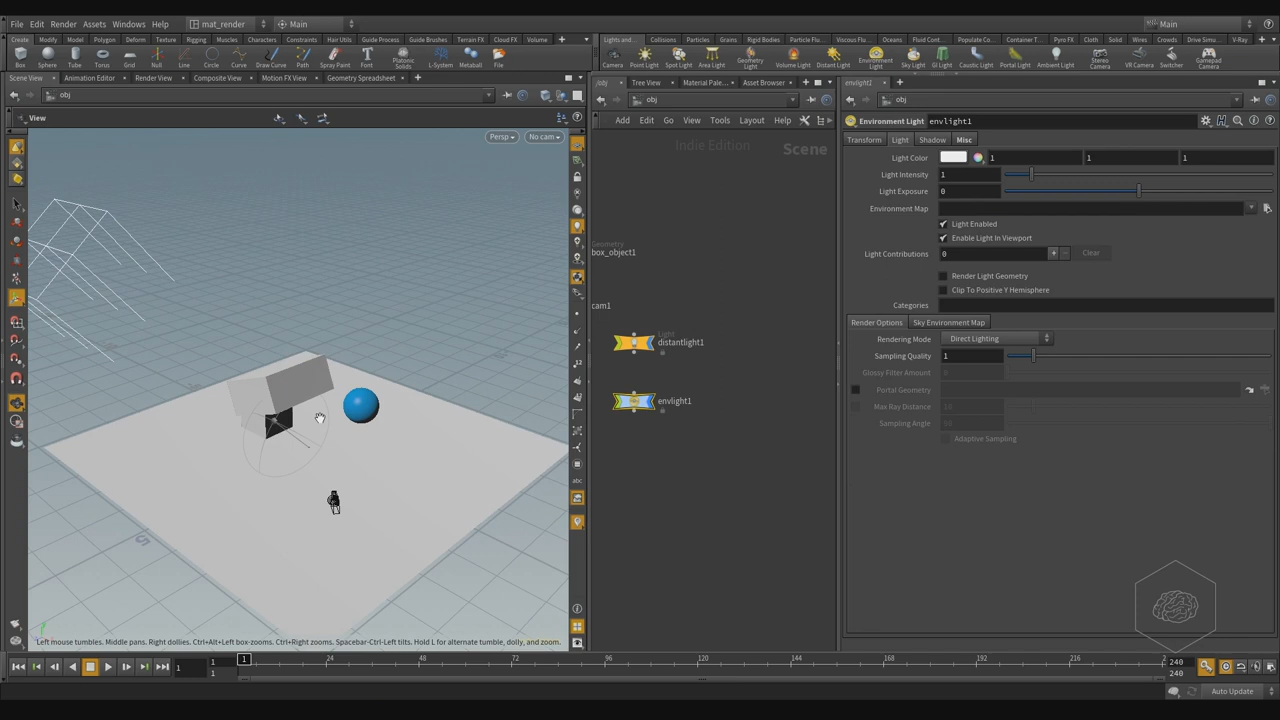 File Edit Render Assets Windows Help mat_render Main Main
Create Modify Model Polygon Deform Texture Rigging Muscles Characters Constraints Hair Utils Guide Process Guide Brushes Terrain FX Cloud FX Volume
Lights and... Collisions Particles Grains Rigid Bodies Particle Flu... Viscous Flu... Oceans Fluid Cont... Populate Co... Container T... Pyro FX Cloth Solid Wires Crowds Drive Simu... V-Ray
Box Sphere Tube Torus Grid Null Line Circle Curve Draw Curve Path Spray Paint Font Platonic Solids L-System Metaball File
Camera Point Light Spot Light Area Light Geometry Light Volume Light Distant Light Environment Light Sky Light GI Light Caustic Light Portal Light Ambient Light Stereo Camera VR Camera Switcher Gamepad Camera
Scene View Animation Editor Render View Composite View Motion FX View Geometry Spreadsheet
/obj Tree View Material Pale... Asset Browser
envlight1
obj
obj
obj
View
Persp No cam
Add Edit Go View Tools Layout Help
Indie Edition Scene
Geometry
box_object1
cam1
Light
distantlight1
envlight1
Environment Light envlight1
Transform Light Shadow Misc
Light Color 1 1 1
Light Intensity 1
Light Exposure 0
Environment Map
Light Enabled
Enable Light In Viewport
Light Contributions 0 + - Clear
Render Light Geometry
Clip To Positive Y Hemisphere
Categories
Render Options Sky Environment Map
Rendering Mode Direct Lighting
Sampling Quality 1
Glossy Filter Amount 0
Portal Geometry
Max Ray Distance 10
Sampling Angle
Adaptive Sampling
abc
Left mouse tumbles. Middle pans. Right dollies. Ctrl+Alt+Left box-zooms. Ctrl+Right zooms. Spacebar-Ctrl-Left tilts. Hold L for alternate tumble, dolly, and zoom.
1 1 1 1 24 48 72 96 120 144 168 192 216 2 240 240
Auto Update